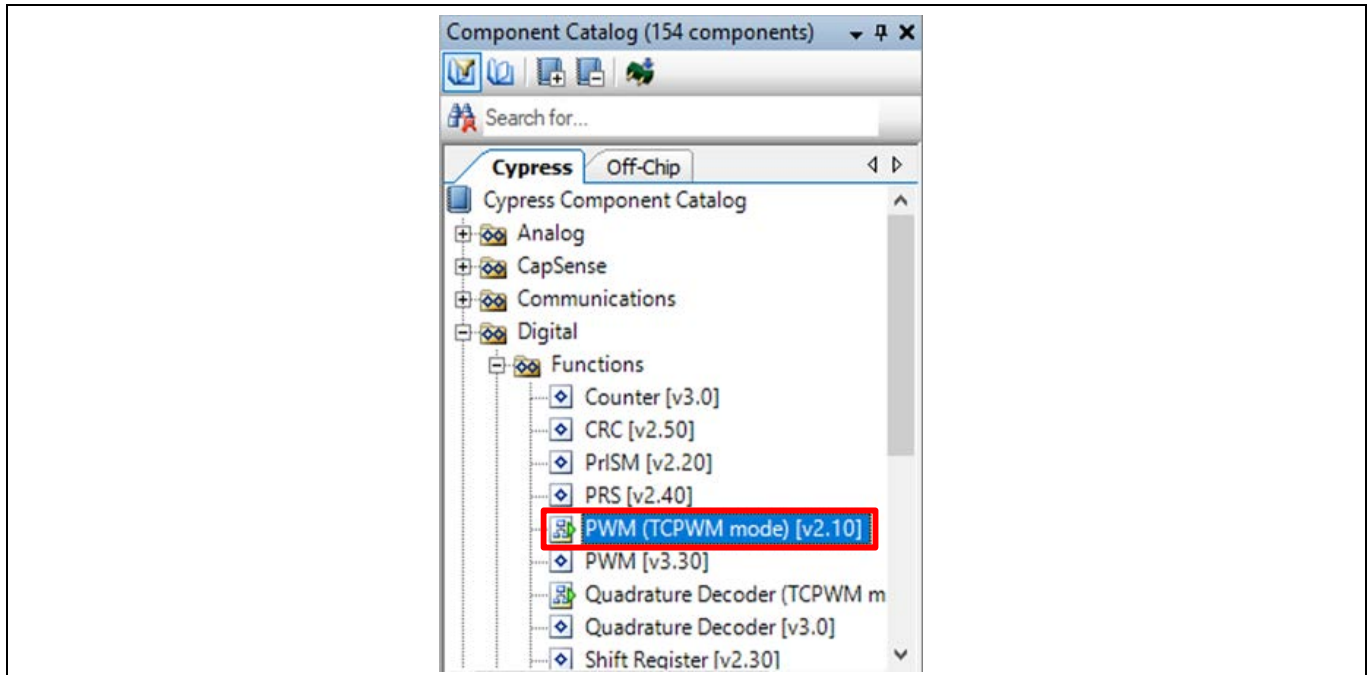 Component Catalog (154 components)
Search for...
Cypress Off-Chip
Cypress Component Catalog
Analog
CapSense
Communications
Digital
Functions
Counter [v3.0]
CRC [v2.50]
PrISM [v2.20]
PRS [v2.40]
PWM (TCPWM mode) [v2.10]
PWM [v3.30]
Quadrature Decoder (TCPWM m
Quadrature Decoder [v3.0]
Shift Register [v2.30]